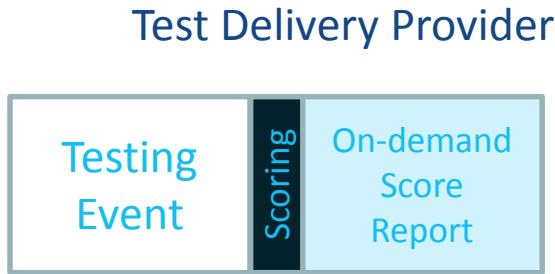 Test Delivery Provider
Testing
Event
Scoring
On-demand
Score
Report